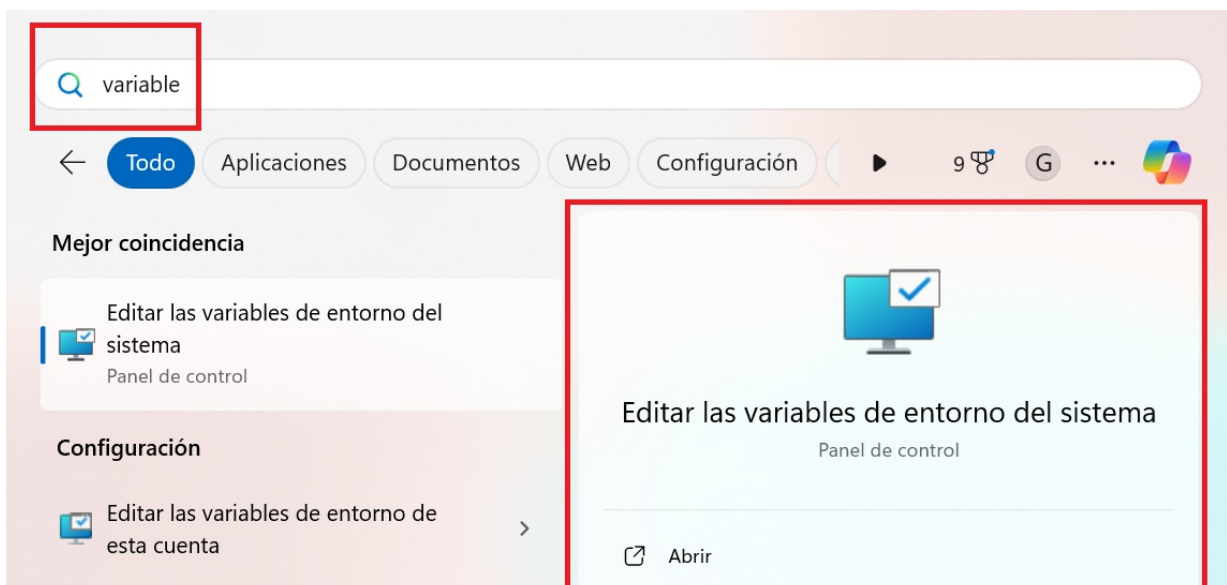 variable
Todo
Aplicaciones
Documentos
Web
Configuración
9
G
...
Mejor coincidencia
Editar las variables de entorno del
sistema
Panel de control
Configuración
Editar las variables de entorno de
esta cuenta
Editar las variables de entorno del sistema
Panel de control
Abrir